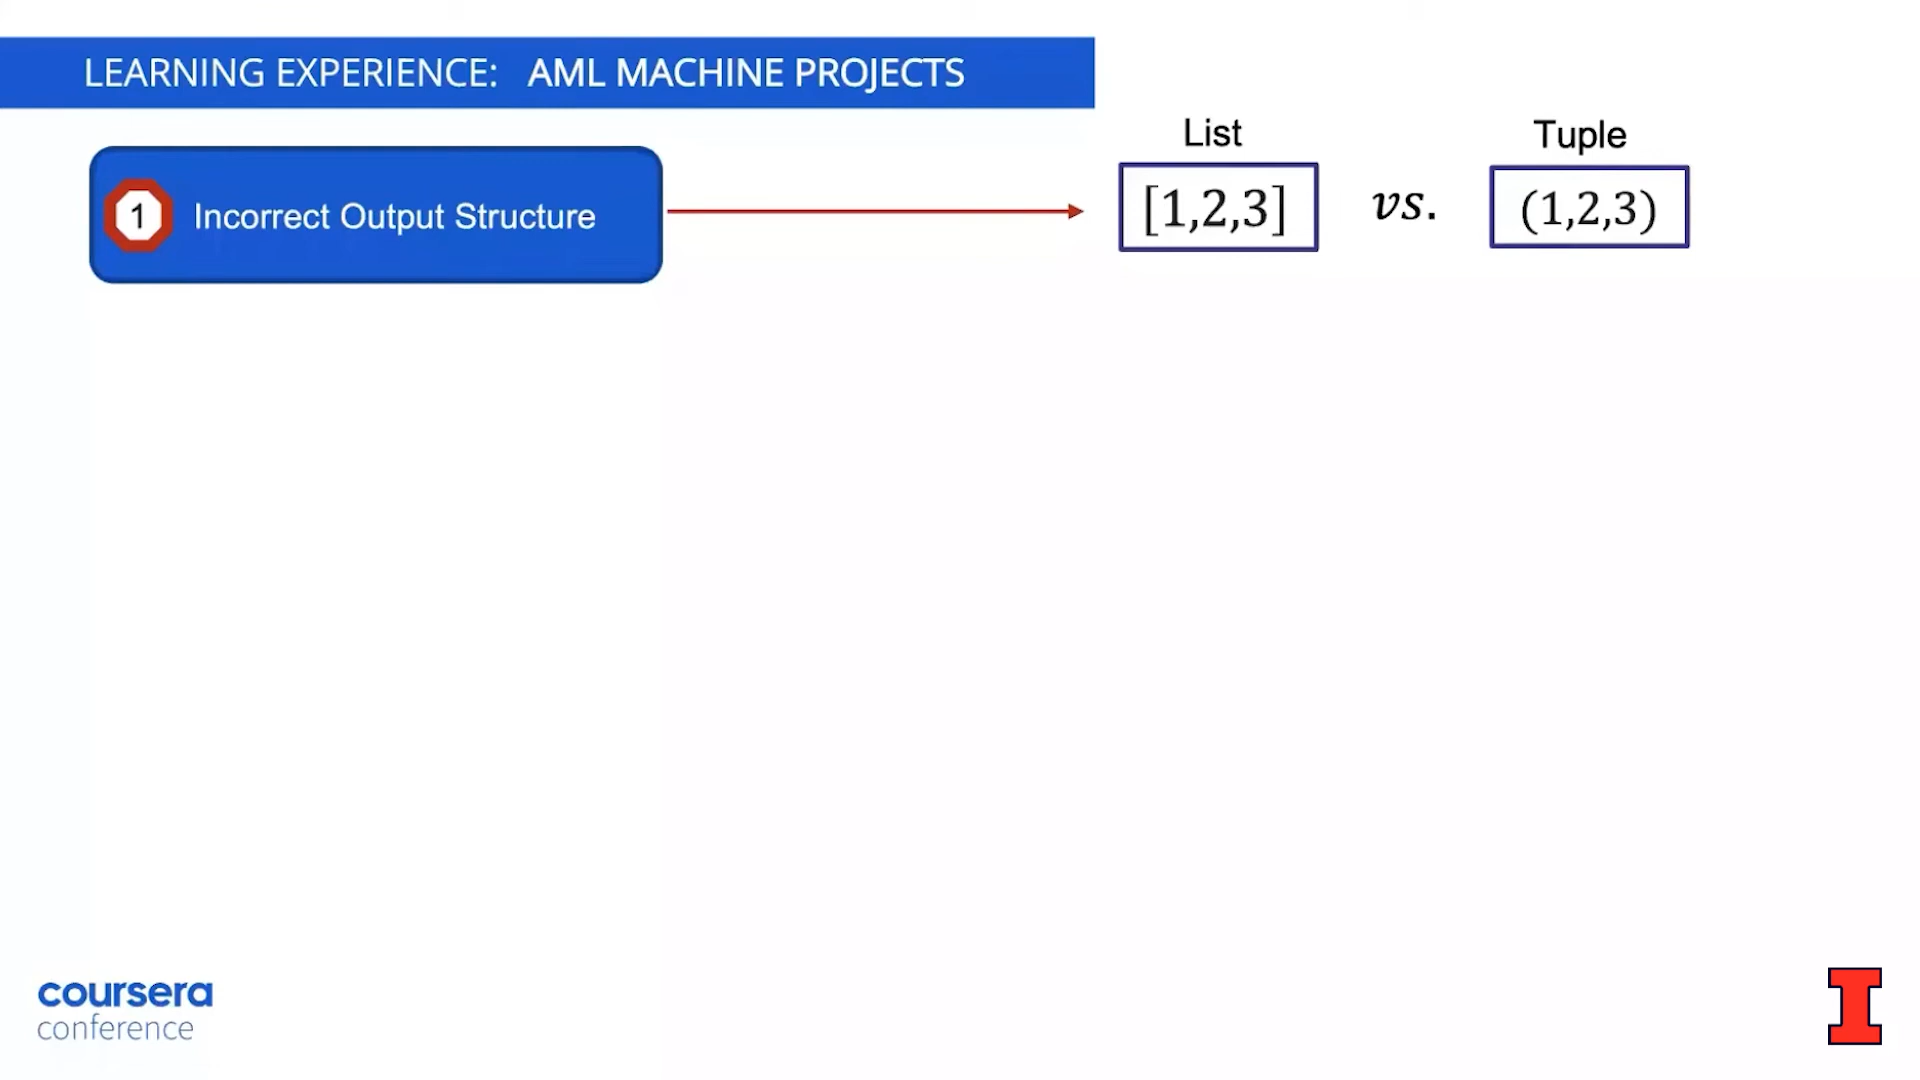 LEARNING EXPERIENCE: AML MACHINE PROJECTS
List
Tuple
1
Incorrect Output Structure
[1,2,3]
vs.
(1,2,3)
coursera
conference
I